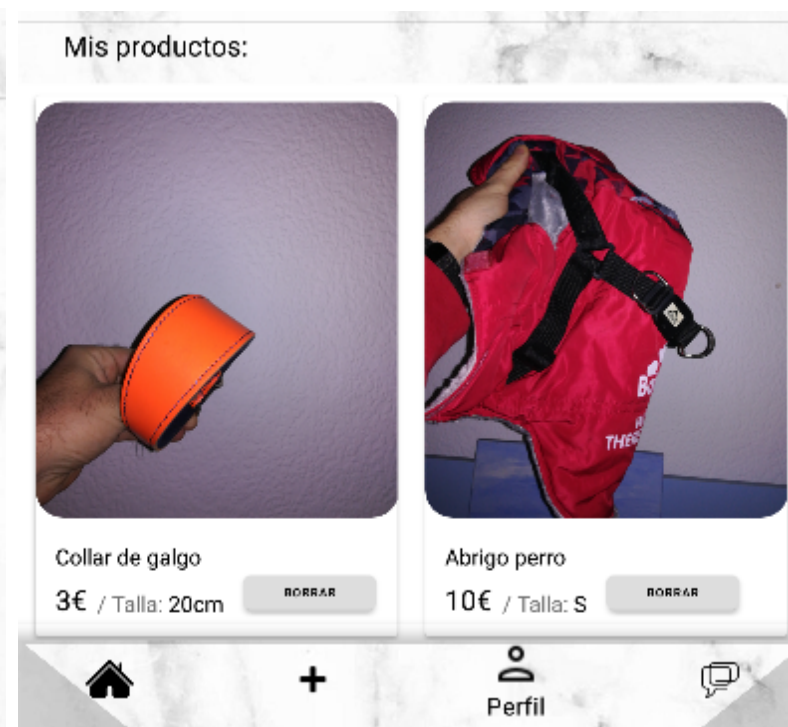 Mis productos:
Collar de galgo
3€ / Talla: 20cm
BORRAR
Abrigo perro
10€ / Talla: S
BORRAR
Perfil